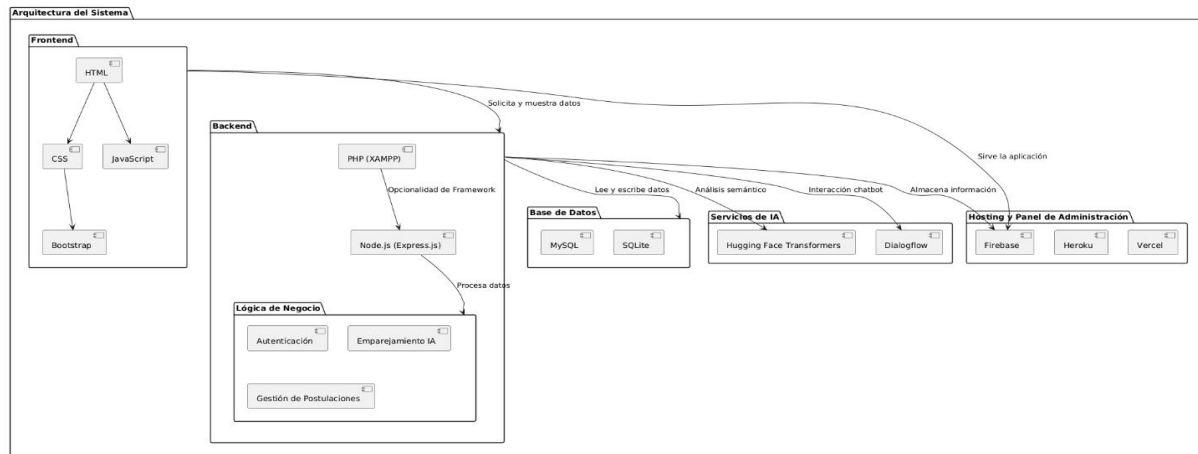 Arquitectura del Sistema
Frontend
HTML
CSS
JavaScript
Bootstrap
Solicita y muestra datos
Sirve la aplicación
Backend
PHP (XAMPP)
Opcionalidad de Framework
Node.js (Express.js)
Procesa datos
Lógica de Negocio
Autenticación
Emparejamiento IA
Gestión de Postulaciones
Lee y escribe datos
Análisis semántico
Interacción chatbot
Almacena información
Base de Datos
MySQL
SQLite
Servicios de IA
Hugging Face Transformers
Dialogflow
Hosting y Panel de Administración
Firebase
Heroku
Vercel